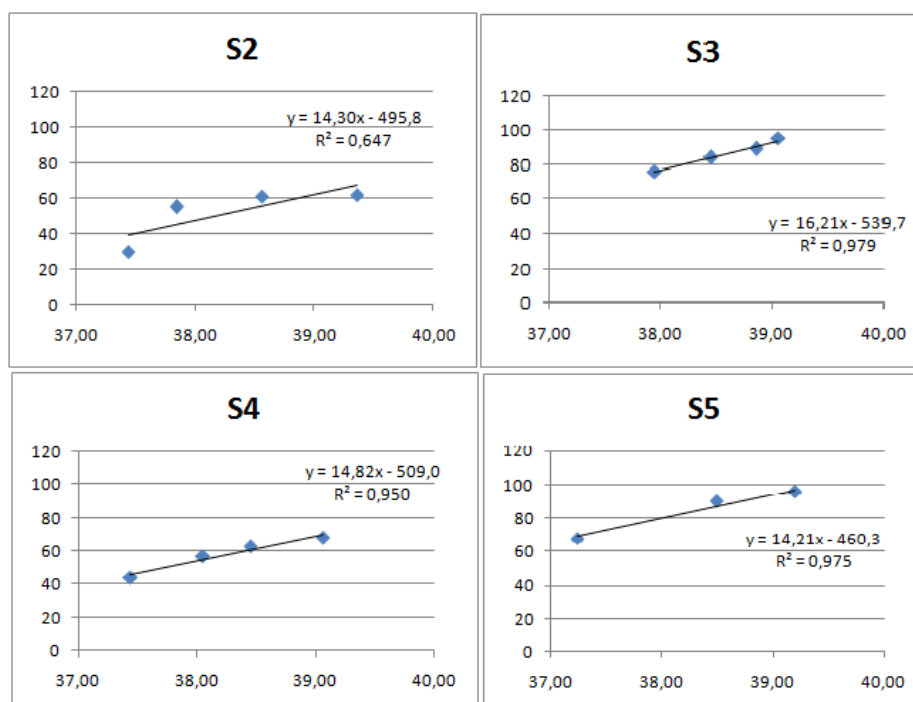 S2
120
y = 14,30x - 495,8
100
R² = 0,647
80
60
40
20
0
37,00 38,00 39,00 40,00
S3
120
100
80
60
y = 16,21x - 539,7
40
R² = 0,979
20
0
37,00 38,00 39,00 40,00
S4
120
y = 14,82x - 509,0
100
R² = 0,950
80
60
40
20
0
37,00 38,00 39,00 40,00
S5
120
100
80
y = 14,21x - 460,3
60
R² = 0,975
40
20
0
37,00 38,00 39,00 40,00